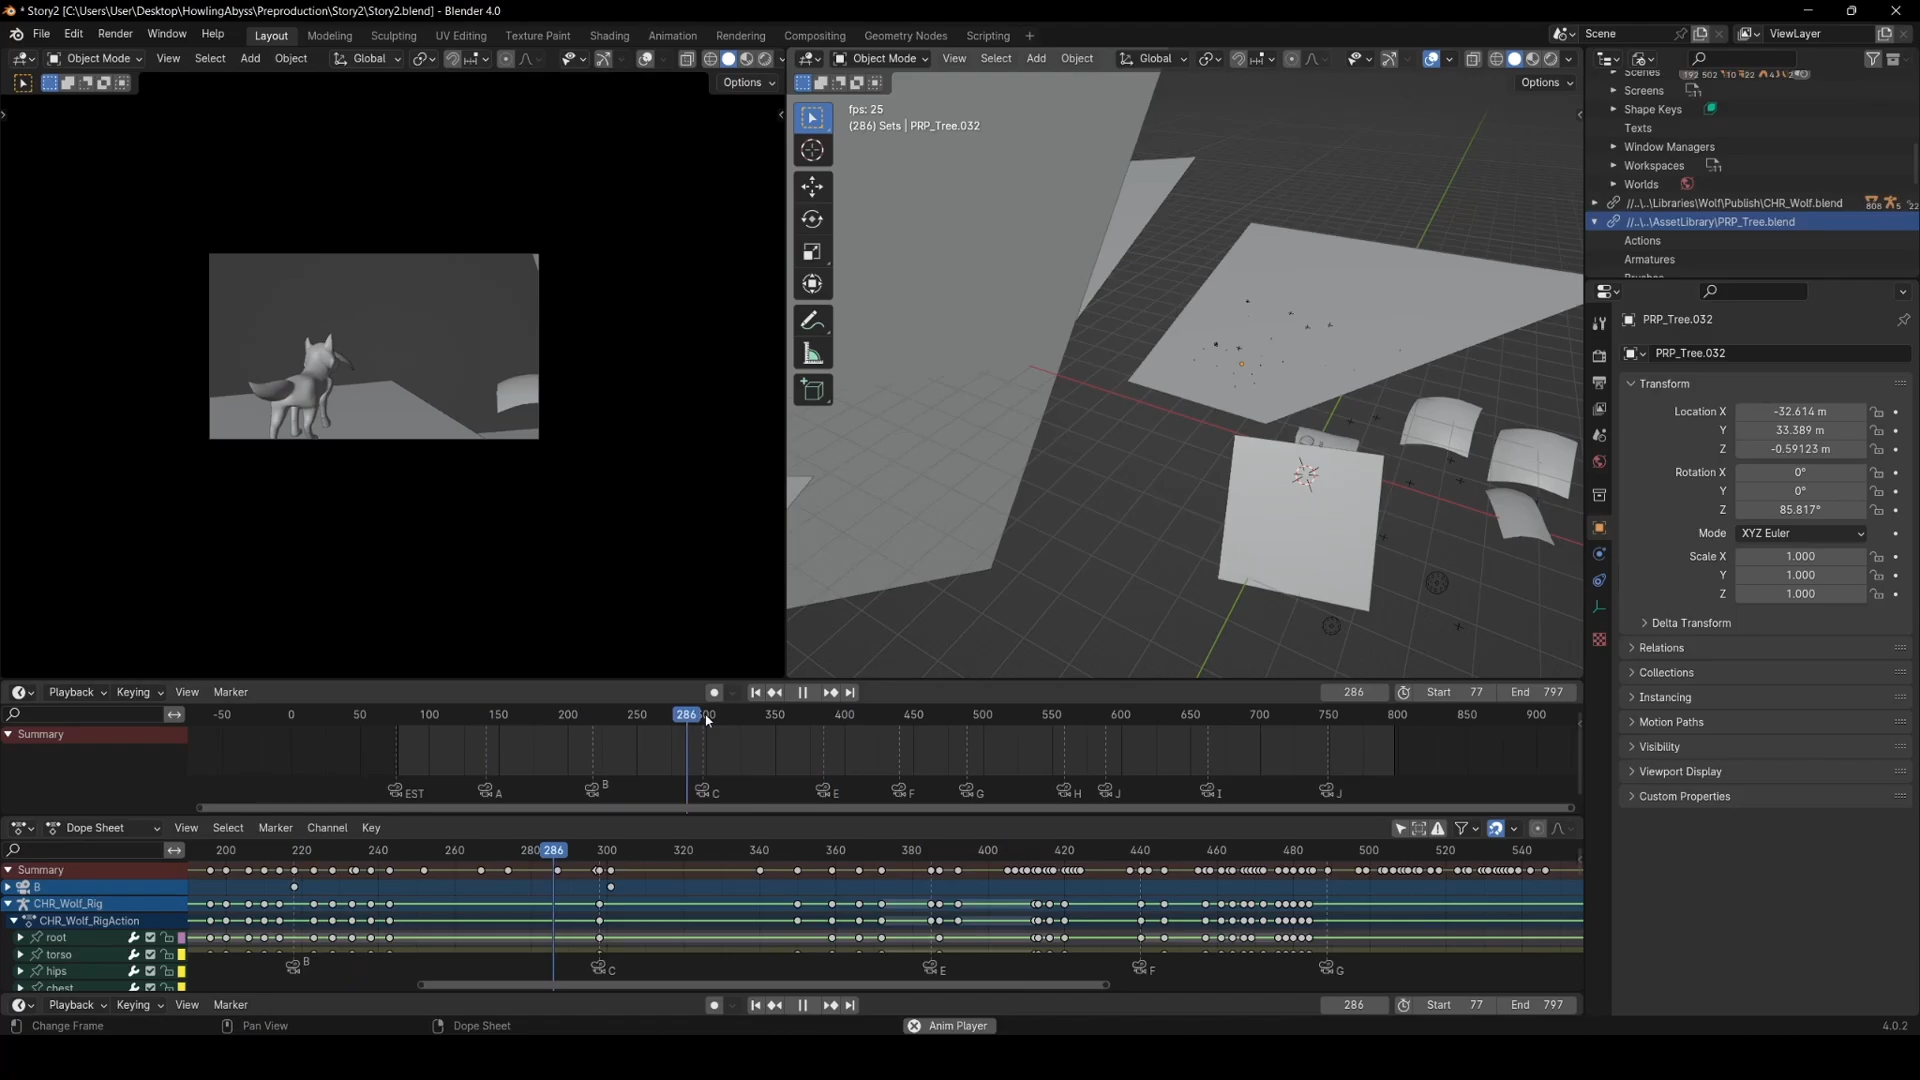 * Story2 [C:\Users\User\Desktop\HowlingAbyss\Preproduction\Story2\Story2.blend] - Blender 4.0
File Edit Render Window Help Layout Modeling Sculpting UV Editing Texture Paint Shading Animation Rendering Compositing Geometry Nodes Scripting + Scene ViewLayer
Object Mode View Select Add Object Global
Object Mode View Select Add Object Global
Options
Options
fps: 25
(286) Sets | PRP_Tree.032
Scenes
Screens
Shape Keys
Texts
Window Managers
Workspaces
Worlds
//..\..\Libraries\Wolf\Publish\CHR_Wolf.blend
//..\..\AssetLibrary\PRP_Tree.blend
Actions
Armatures
PRP_Tree.032
PRP_Tree.032
Transform
Location X -32.614 m
Y 33.389 m
Z -0.59123 m
Rotation X 0°
Y 0°
Z 85.817°
Mode XYZ Euler
Scale X 1.000
Y 1.000
Z 1.000
Delta Transform
Relations
Collections
Instancing
Motion Paths
Visibility
Viewport Display
Custom Properties
Playback Keying View Marker 286 Start 77 End 797
-50 0 50 100 150 200 250 286 350 400 450 500 550 600 650 700 750 800 850 900
Summary
EST A B C E F G H J I J
Dope Sheet View Select Marker Channel Key
200 220 240 260 280 286 300 320 340 360 380 400 420 440 460 480 500 520 540
Summary
B
CHR_Wolf_Rig
CHR_Wolf_RigAction
root
torso
hips
chest
B C E F G
Playback Keying View Marker 286 Start 77 End 797
Change Frame Pan View Dope Sheet Anim Player 4.0.2